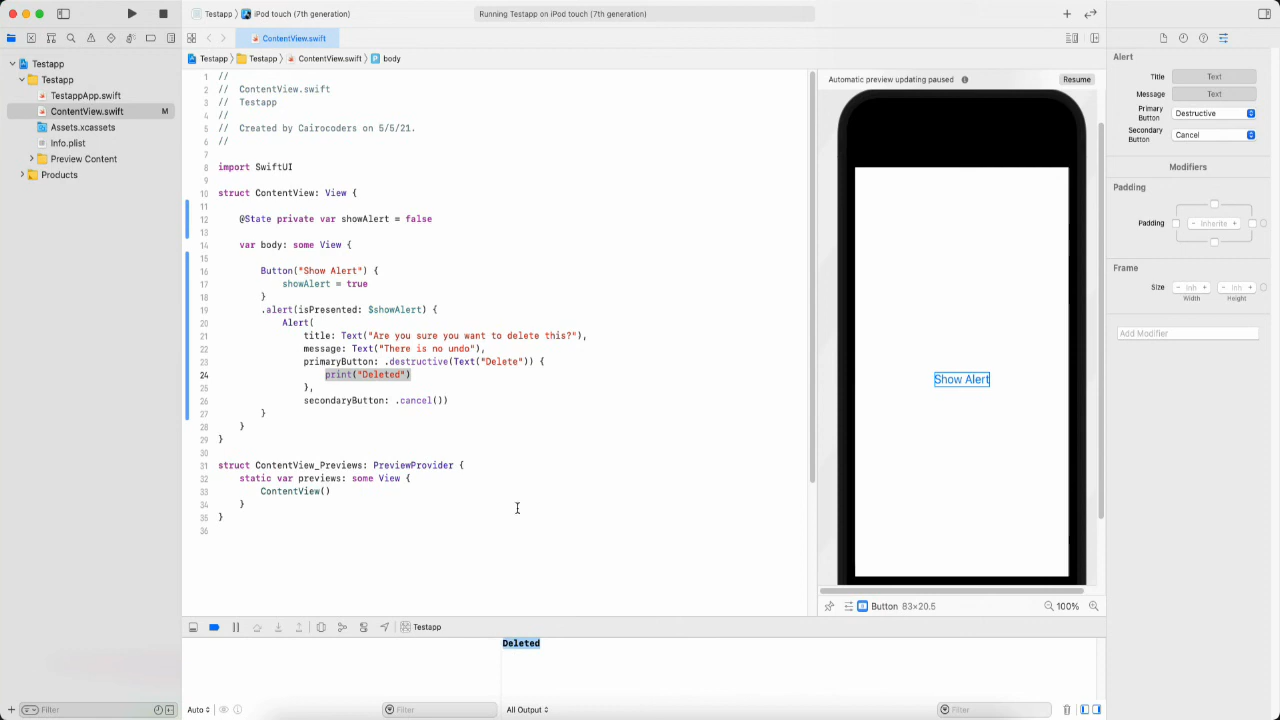 Testapp iPod touch (7th generation)
Running Testapp on iPod touch (7th generation)
ContentView.swift
Testapp
Testapp
TestappApp.swift
ContentView.swift M
Assets.xcassets
Info.plist
Preview Content
Products
Filter
Testapp Testapp ContentView.swift body
1 //
2 // ContentView.swift
3 // Testapp
4 //
5 // Created by Cairocoders on 5/5/21.
6 //
7
8 import SwiftUI
9
10 struct ContentView: View {
11
12 @State private var showAlert = false
13
14 var body: some View {
15
16 Button("Show Alert") {
17 showAlert = true
18 }
19 .alert(isPresented: $showAlert) {
20 Alert(
21 title: Text("Are you sure you want to delete this?"),
22 message: Text("There is no undo"),
23 primaryButton: .destructive(Text("Delete")) {
24 print("Deleted")
25 },
26 secondaryButton: .cancel())
27 }
28 }
29 }
30
31 struct ContentView_Previews: PreviewProvider {
32 static var previews: some View {
33 ContentView()
34 }
35 }
36
Automatic preview updating paused Resume
Show Alert
Button 83×20.5 100%
Testapp
Deleted
Auto Filter
All Output Filter
Alert
Title Text
Message Text
Primary Button Destructive
Secondary Button Cancel
Modifiers
Padding
Padding - Inherite +
Frame
Size - Inh + - Inh +
Width Height
Add Modifier